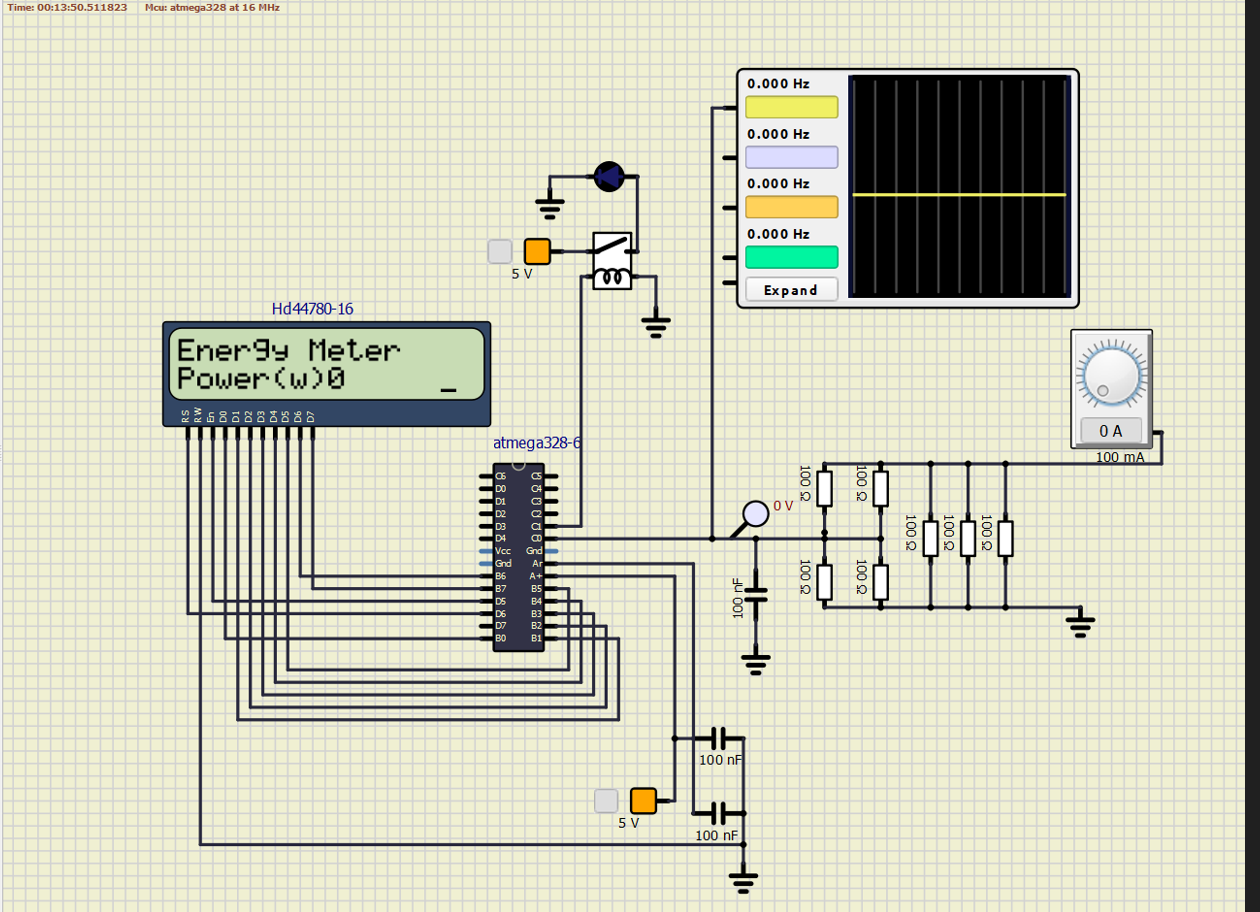 Time: 00:13:50.511823 Mcu: atmega328 at 16 MHz
0.000 Hz
0.000 Hz
0.000 Hz
0.000 Hz
Expand
5 V
Hd44780-16
Energy Meter
Power(w)0 _
RS RW En D0 D1 D2 D3 D4 D5 D6 D7
0 A
100 mA
atmega328-6
C6 C5
D0 C4
D1 C3
D2 C2
D3 C1
D4 C0
Vcc Gnd
Gnd Ar
B6 A+
B7 B5
D5 B4
D6 B3
D7 B2
B0 B1
0 V
100 Ω
100 Ω
100 Ω
100 Ω
100 Ω
100 Ω
100 Ω
100 nF
100 nF
5 V
100 nF